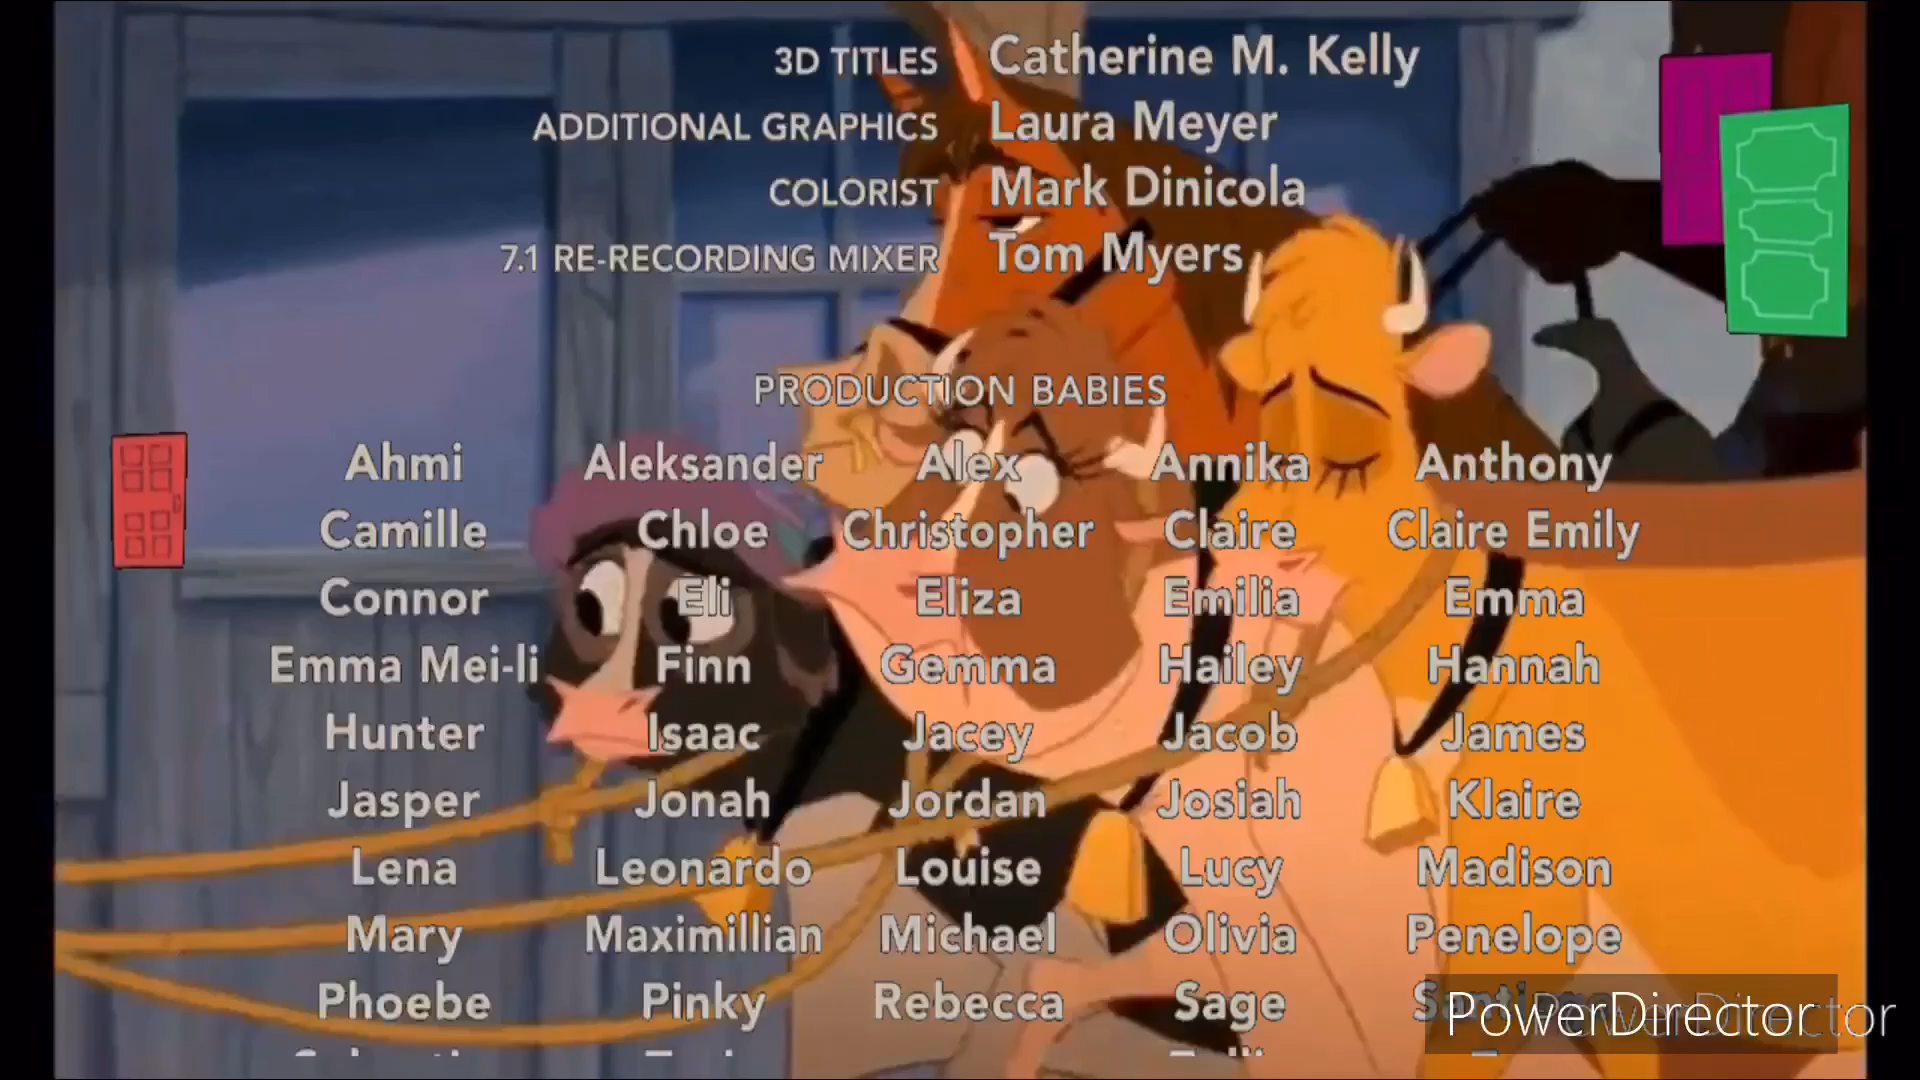 3D TITLES Catherine M. Kelly
ADDITIONAL GRAPHICS Laura Meyer
COLORIST Mark Dinicola
7.1 RE-RECORDING MIXER Tom Myers
PRODUCTION BABIES
Ahmi Aleksander Alex Annika Anthony
Camille Chloe Christopher Claire Claire Emily
Connor Eli Eliza Emilia Emma
Emma Mei-li Finn Gemma Hailey Hannah
Hunter Isaac Jacey Jacob James
Jasper Jonah Jordan Josiah Klaire
Lena Leonardo Louise Lucy Madison
Mary Maximillian Michael Olivia Penelope
Phoebe Pinky Rebecca Sage
PowerDirector